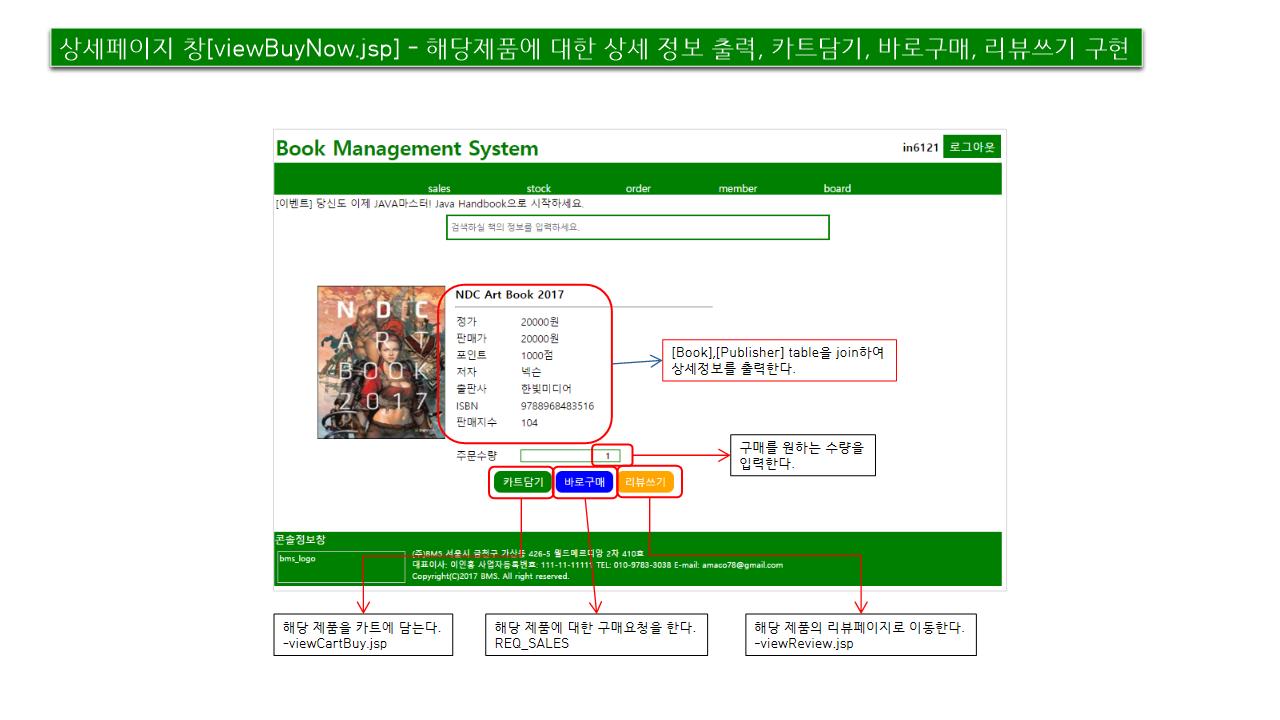 상세페이지 창[viewBuyNow.jsp] - 해당제품에 대한 상세 정보 출력, 카트담기, 바로구매, 리뷰쓰기 구현
Book Management System
in6121 로그아웃
sales stock order member board
[이벤트] 당신도 이제 JAVA마스터! Java Handbook으로 시작하세요.
검색하실 책의 정보를 입력하세요.
NDC
ART
BOOK
2017
NDC Art Book 2017
정가 20000원
판매가 20000원
포인트 1000점
저자 넥슨
출판사 한빛미디어
ISBN 9788968483516
판매지수 104
[Book],[Publisher] table을 join하여
상세정보를 출력한다.
주문수량 1
구매를 원하는 수량을
입력한다.
카트담기 바로구매 리뷰쓰기
콘솔정보창
bms_logo
(주)BMS 서울시 금천구 가산동 426-5 월드메르디앙 2차 410호
대표이사: 이인홍 사업자등록번호: 111-11-11111 TEL: 010-9783-3038 E-mail: amaco78@gmail.com
Copyright(C)2017 BMS. All right reserved.
해당 제품을 카트에 담는다.
-viewCartBuy.jsp
해당 제품에 대한 구매요청을 한다.
REQ_SALES
해당 제품의 리뷰페이지로 이동한다.
-viewReview.jsp